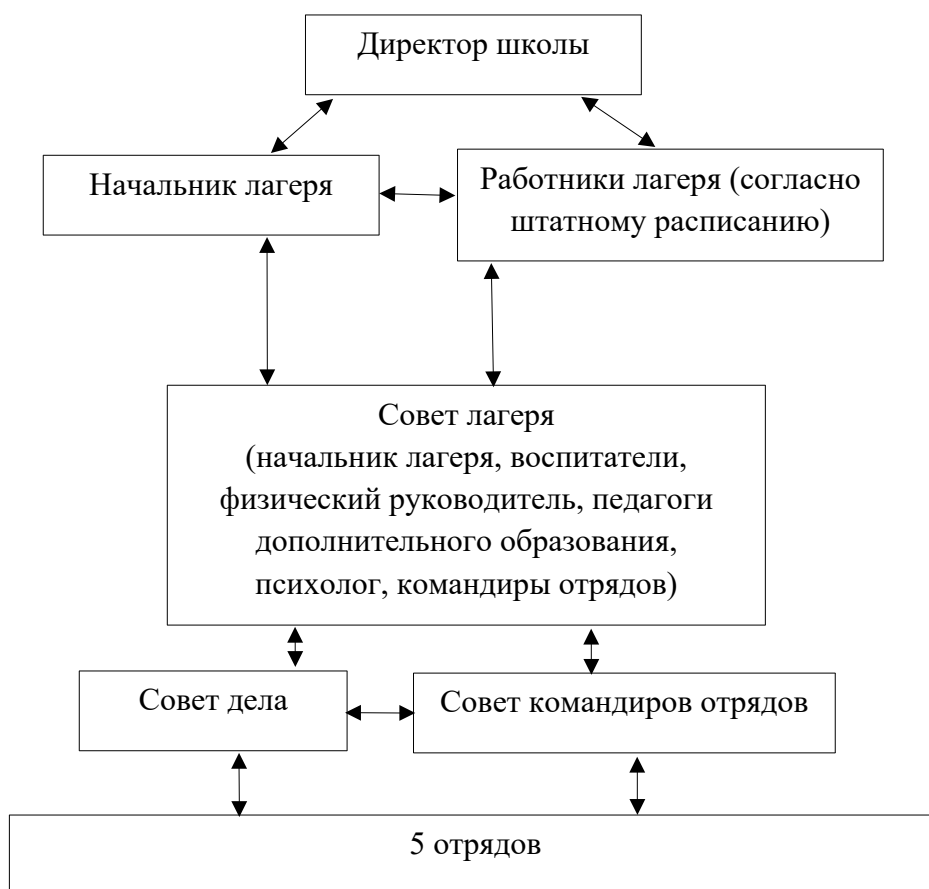 Директор школы
Начальник лагеря
Работники лагеря (согласно
штатному расписанию)
Совет лагеря
(начальник лагеря, воспитатели,
физический руководитель, педагоги
дополнительного образования,
психолог, командиры отрядов)
Совет дела
Совет командиров отрядов
5 отрядов